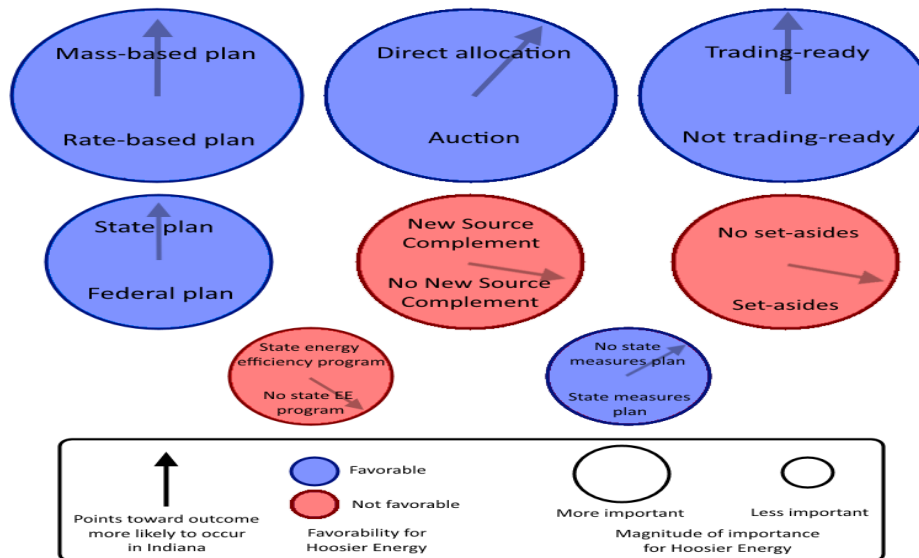 Mass-based plan
Rate-based plan
Direct allocation
Auction
Trading-ready
Not trading-ready
State plan
Federal plan
New Source
Complement
No New Source
Complement
No set-asides
Set-asides
State energy
efficiency program
No state EE
program
No state
measures plan
State measures
plan
Points toward outcome
more likely to occur
in Indiana
Favorable
Not favorable
Favorability for
Hoosier Energy
More important
Less important
Magnitude of importance
for Hoosier Energy